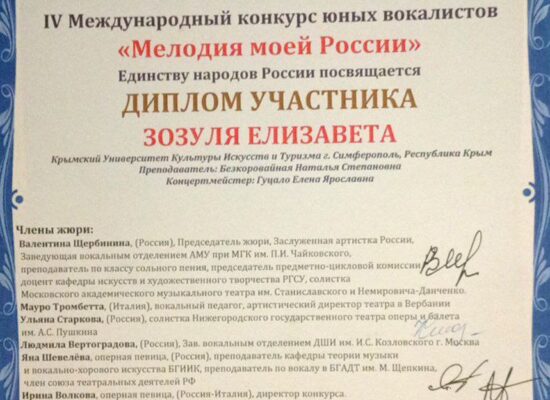 IV Международный конкурс юных вокалистов
«Мелодия моей России»
Единству народов России посвящается
ДИПЛОМ УЧАСТНИКА
ЗОЗУЛЯ ЕЛИЗАВЕТА
Крымский Университет Культуры Искусств и Туризма г. Симферополь, Республика Крым
Преподаватель: Безкоровайная Наталья Степановна
Концертмейстер: Гуцало Елена Ярославна
Члены жюри:
Валентина Щербинина, (Россия), Председатель жюри, Заслуженная артистка России,
Заведующая вокальным отделением АМУ при МГК им. П.И. Чайковского,
преподаватель по классу сольного пения, председатель предметно-цикловой комиссии,
доцент кафедры искусств и художественного творчества РГСУ, солистка
Московского академического музыкального театра им. Станиславского и Немировича-Данченко.
Мауро Тромбетта, (Италия), вокальный педагог, артистический директор театра в Вербании
Ульяна Старкова, (Россия), солистка Нижегородского государственного театра оперы и балета
им. А.С. Пушкина
Людмила Вертоградова, (Россия), Зав. вокальным отделением ДШИ им. И.С. Козловского г. Москва
Яна Шевелёва, оперная певица, (Россия), преподаватель кафедры теории музыки
и вокально-хорового искусства БГИИК, преподаватель по вокалу в БГАДТ им. М. Щепкина,
член союза театральных деятелей РФ
Ирина Волкова, оперная певица, (Россия-Италия), директор конкурса.